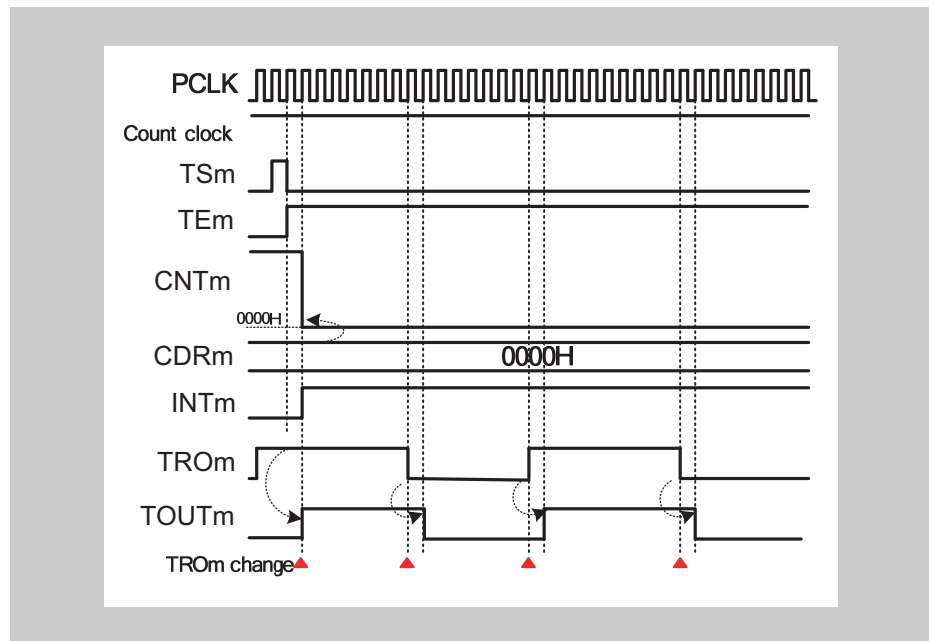 PCLK
Count clock
TSm
TEm
CNTm
0000H
CDRm 0000H
INTm
TROm
TOUTm
TROm change